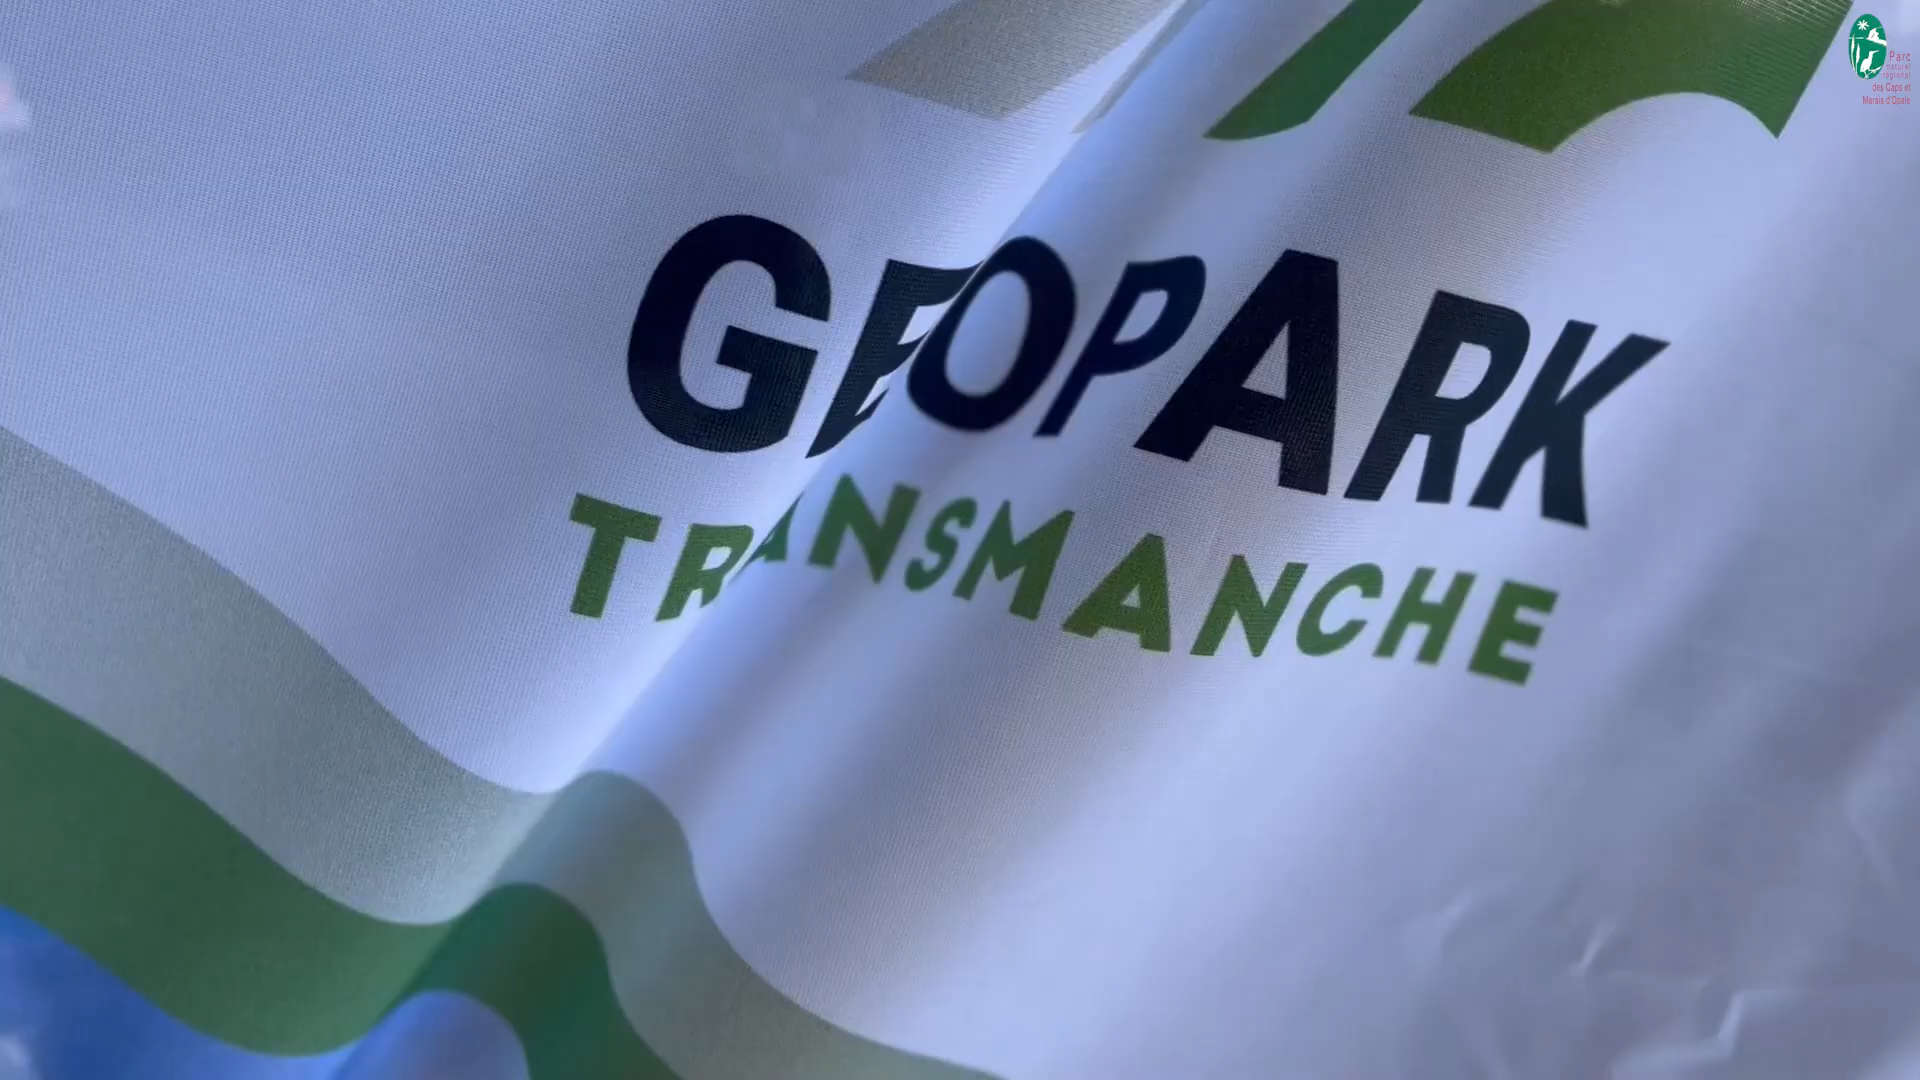 GEOPARK
TRANSMANCHE
Parc
naturel
régional
des Caps et
Marais d'Opale